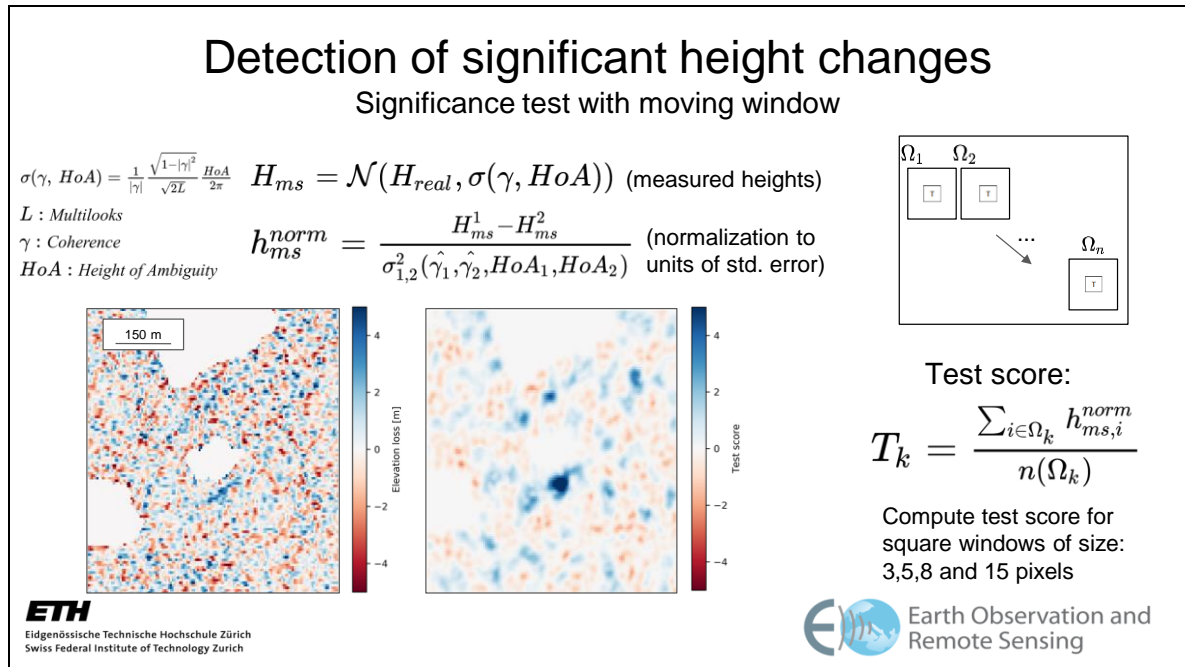 Detection of significant height changes
Significance test with moving window
σ(γ, HoA) = 1/|γ| √(1−|γ|²)/√(2L) HoA/2π
L : Multilooks
γ : Coherence
HoA : Height of Ambiguity
H_ms = 𝒩(H_real, σ(γ, HoA)) (measured heights)
h_ms^norm = (H_ms^1 − H_ms^2) / σ_{1,2}^2(γ̂_1, γ̂_2, HoA_1, HoA_2) (normalization to
units of std. error)
Ω_1 Ω_2
T T
...
Ω_n
T
150 m
4
2
0
−2
−4
Elevation loss [m]
4
2
0
−2
−4
Test score
Test score:
T_k = (∑_{i∈Ω_k} h_{ms,i}^norm) / n(Ω_k)
Compute test score for
square windows of size:
3,5,8 and 15 pixels
ETH
Eidgenössische Technische Hochschule Zürich
Swiss Federal Institute of Technology Zurich
Earth Observation and
Remote Sensing